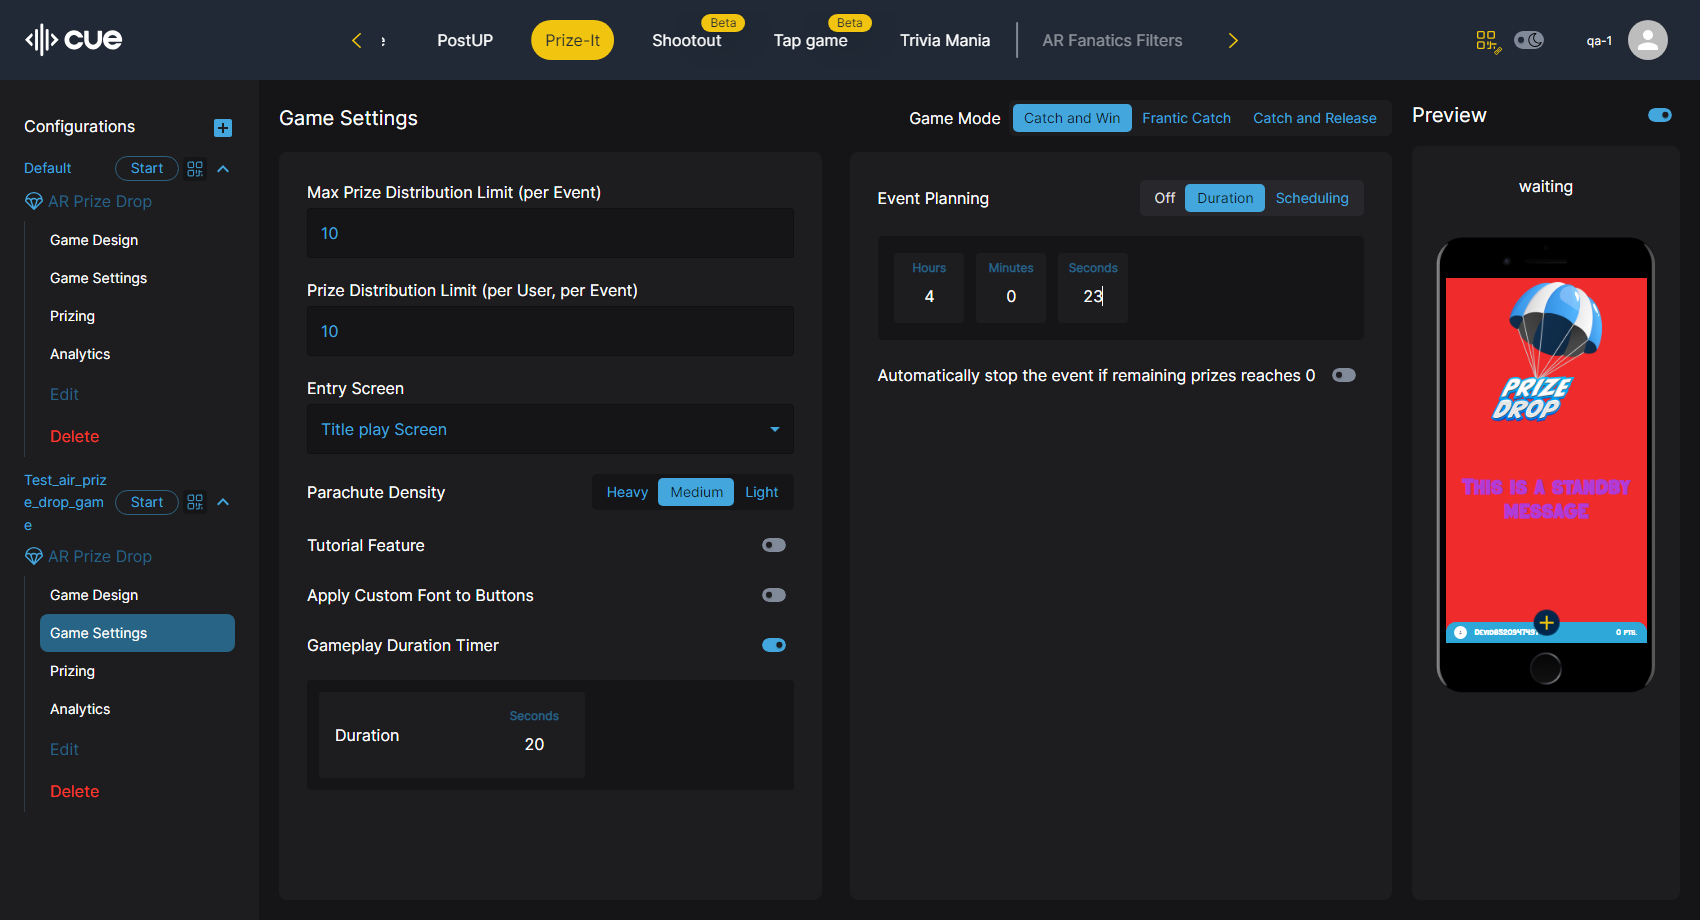 cue
PostUP
Prize-It
Shootout
Beta
Tap game
Beta
Trivia Mania
AR Fanatics Filters
qa-1
Configurations
Default
Start
AR Prize Drop
Game Design
Game Settings
Prizing
Analytics
Edit
Delete
Test_air_priz
e_drop_gam
e
Start
AR Prize Drop
Game Design
Game Settings
Prizing
Analytics
Edit
Delete
Game Settings
Game Mode
Catch and Win
Frantic Catch
Catch and Release
Max Prize Distribution Limit (per Event)
10
Prize Distribution Limit (per User, per Event)
10
Entry Screen
Title play Screen
Parachute Density
Heavy
Medium
Light
Tutorial Feature
Apply Custom Font to Buttons
Gameplay Duration Timer
Duration
Seconds
20
Event Planning
Off
Duration
Scheduling
Hours
Minutes
Seconds
4
0
23
Automatically stop the event if remaining prizes reaches 0
Preview
waiting
PRIZE
DROP
THIS IS A STANDBY
MESSAGE
0 PTS.